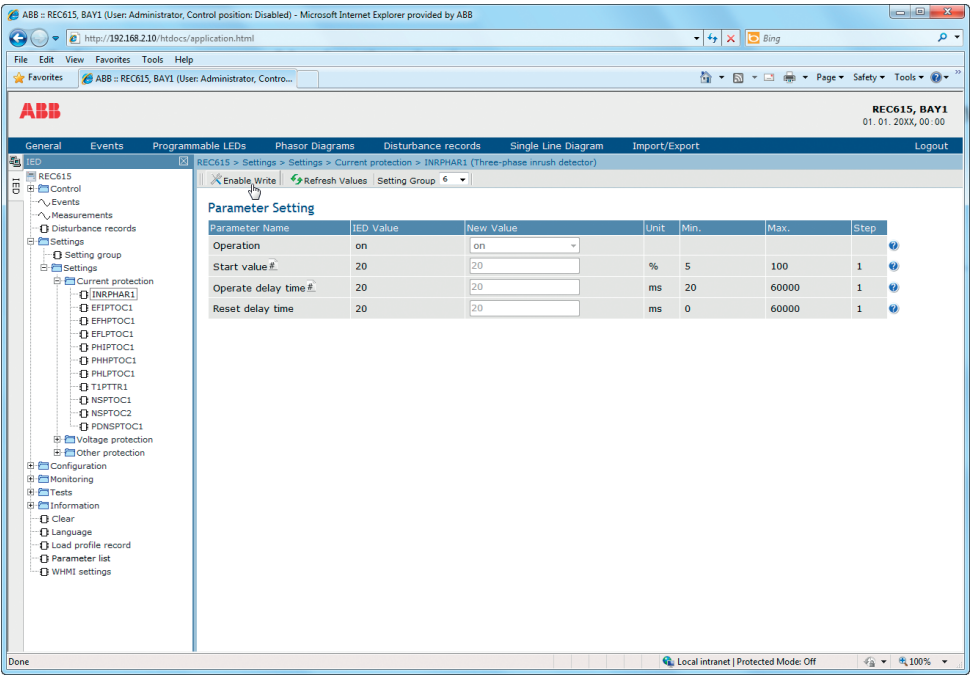 ABB :: REC615, BAY1 (User: Administrator, Control position: Disabled) - Microsoft Internet Explorer provided by ABB
http://192.168.2.10/htdocs/application.html
Bing
File Edit View Favorites Tools Help
Favorites ABB :: REC615, BAY1 (User: Administrator, Contro... Page Safety Tools
ABB
REC615, BAY1
01. 01. 20XX, 00:00
General Events Programmable LEDs Phasor Diagrams Disturbance records Single Line Diagram Import/Export Logout
IED
IED
REC615 > Settings > Settings > Current protection > INRPHAR1 (Three-phase inrush detector)
Enable Write Refresh Values Setting Group 6
REC615
Control
Events
Measurements
Disturbance records
Settings
Setting group
Settings
Current protection
INRPHAR1
EFIPTOC1
EFHPTOC1
EFLPTOC1
PHIPTOC1
PHHPTOC1
PHLPTOC1
T1PTTR1
NSPTOC1
NSPTOC2
PDNSPTOC1
Voltage protection
Other protection
Configuration
Monitoring
Tests
Information
Clear
Language
Load profile record
Parameter list
WHMI settings
Parameter Setting
Parameter Name IED Value New Value Unit Min. Max. Step
Operation on on
Start value # 20 20 % 5 100 1
Operate delay time # 20 20 ms 20 60000 1
Reset delay time 20 20 ms 0 60000 1
Done Local intranet | Protected Mode: Off 100%